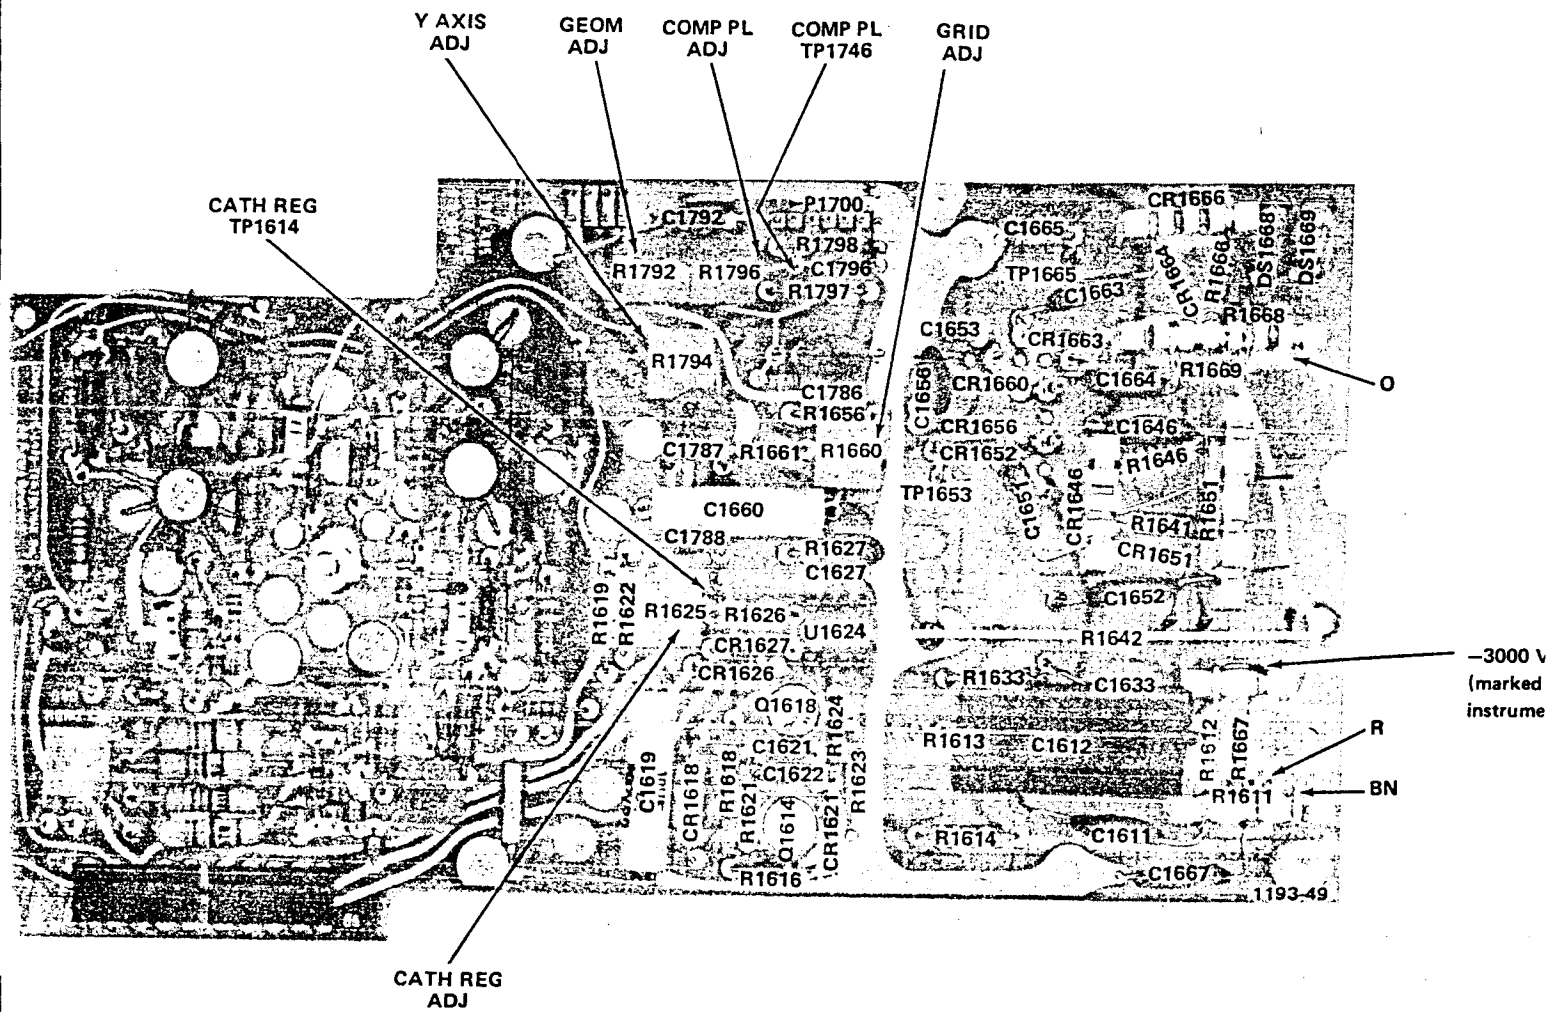 Y AXIS
ADJ
GEOM
ADJ
COMP PL
ADJ
COMP PL
TP1746
GRID
ADJ
CATH REG
TP1614
C1792
P1700
R1798
R1792
R1796
C1796
R1797
C1665
TP1665
C1663
CR1666
CR1664
R1666
DS1668
DS1669
R1668
C1653
CR1663
R1794
C1786
R1656
C1656
CR1660
C1664
R1669
O
C1787
R1661
R1660
CR1656
CR1652
C1646
R1646
TP1653
C1651
CR1646
R1651
C1660
C1788
R1627
C1627
R1641
CR1651
R1619
R1622
R1625
R1626
C1652
U1624
CR1627
R1642
CR1626
R1633
C1633
–3000 V
(marked
instrume
Q1618
R1624
C1621
C1622
R1613
C1612
R1612
R1667
R
C1619
CR1618
R1618
R1621
Q1614
CR1621
R1623
R1611
BN
R1614
C1611
R1616
C1667
1193-49
CATH REG
ADJ